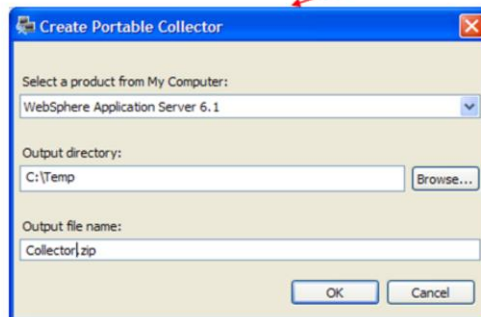 Create Portable Collector
Select a product from My Computer:
WebSphere Application Server 6.1
Output directory:
C:\Temp
Browse...
Output file name:
Collector.zip
OK
Cancel